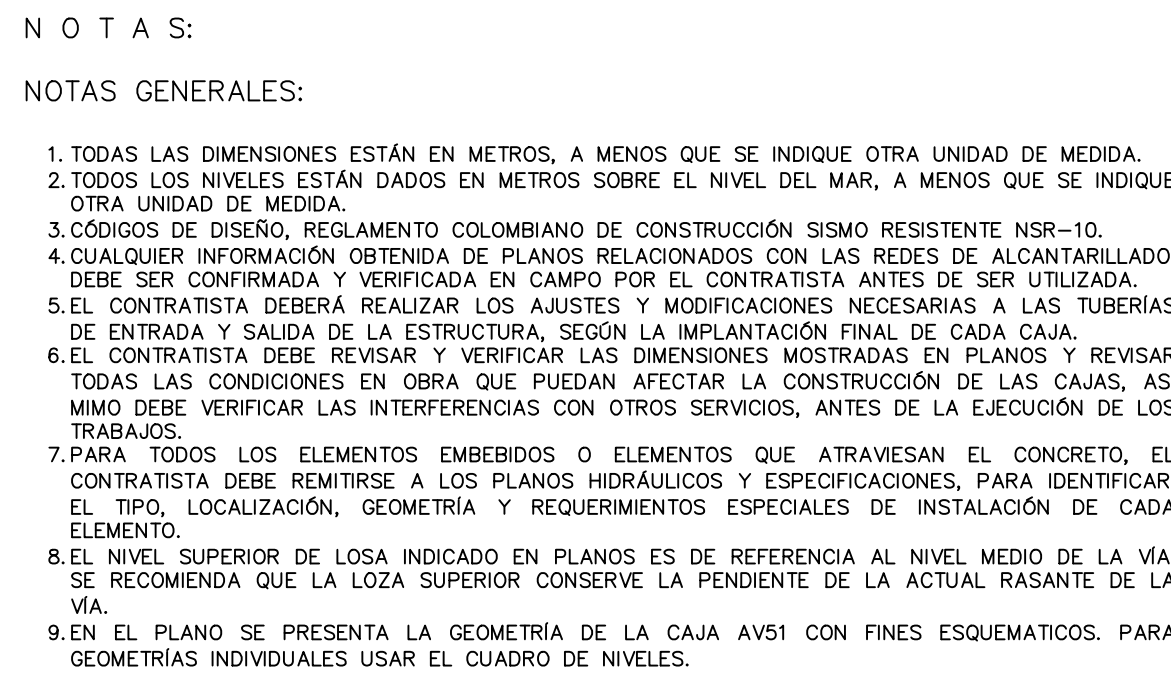 N O T A S:
NOTAS GENERALES:
1. TODAS LAS DIMENSIONES ESTÁN EN METROS, A MENOS QUE SE INDIQUE OTRA UNIDAD DE MEDIDA.
2. TODOS LOS NIVELES ESTÁN DADOS EN METROS SOBRE EL NIVEL DEL MAR, A MENOS QUE SE INDIQUE
OTRA UNIDAD DE MEDIDA.
3. CÓDIGOS DE DISEÑO, REGLAMENTO COLOMBIANO DE CONSTRUCCIÓN SISMO RESISTENTE NSR-10.
4. CUALQUIER INFORMACIÓN OBTENIDA DE PLANOS RELACIONADOS CON LAS REDES DE ALCANTARILLADO
DEBE SER CONFIRMADA Y VERIFICADA EN CAMPO POR EL CONTRATISTA ANTES DE SER UTILIZADA.
5. EL CONTRATISTA DEBERÁ REALIZAR LOS AJUSTES Y MODIFICACIONES NECESARIAS A LAS TUBERÍAS
DE ENTRADA Y SALIDA DE LA ESTRUCTURA, SEGÚN LA IMPLANTACIÓN FINAL DE CADA CAJA.
6. EL CONTRATISTA DEBE REVISAR Y VERIFICAR LAS DIMENSIONES MOSTRADAS EN PLANOS Y REVISAR
TODAS LAS CONDICIONES EN OBRA QUE PUEDAN AFECTAR LA CONSTRUCCIÓN DE LAS CAJAS, AS
MIMO DEBE VERIFICAR LAS INTERFERENCIAS CON OTROS SERVICIOS, ANTES DE LA EJECUCIÓN DE LOS
TRABAJOS.
7. PARA TODOS LOS ELEMENTOS EMBEBIDOS O ELEMENTOS QUE ATRAVIESAN EL CONCRETO, EL
CONTRATISTA DEBE REMITIRSE A LOS PLANOS HIDRÁULICOS Y ESPECIFICACIONES, PARA IDENTIFICAR
EL TIPO, LOCALIZACIÓN, GEOMETRÍA Y REQUERIMIENTOS ESPECIALES DE INSTALACIÓN DE CADA
ELEMENTO.
8. EL NIVEL SUPERIOR DE LOSA INDICADO EN PLANOS ES DE REFERENCIA AL NIVEL MEDIO DE LA VÍA
SE RECOMIENDA QUE LA LOZA SUPERIOR CONSERVE LA PENDIENTE DE LA ACTUAL RASANTE DE LA
VÍA.
9. EN EL PLANO SE PRESENTA LA GEOMETRÍA DE LA CAJA AV51 CON FINES ESQUEMATICOS. PARA
GEOMETRÍAS INDIVIDUALES USAR EL CUADRO DE NIVELES.